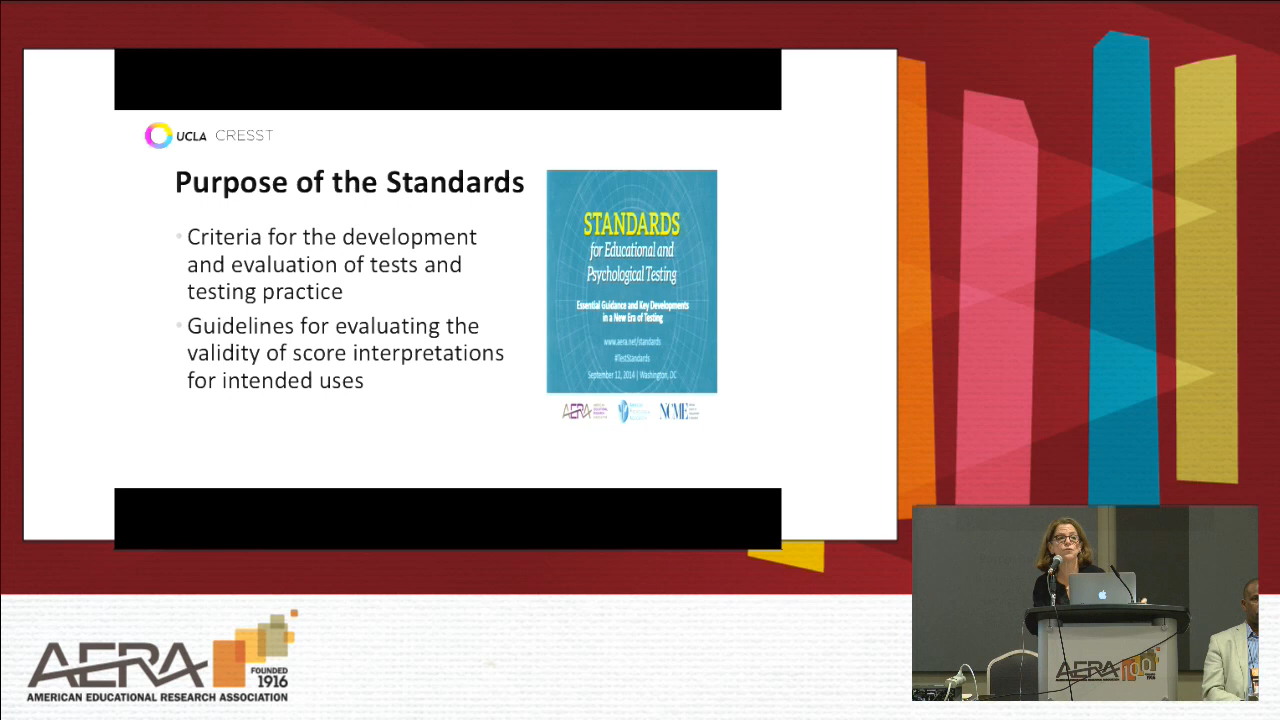 UCLA CRESST
Purpose of the Standards
Criteria for the development
and evaluation of tests and
testing practice
Guidelines for evaluating the
validity of score interpretations
for intended uses
STANDARDS
for Educational and
Psychological Testing
Essential Guidance and Key Developments
in a New Era of Testing
www.aera.net/standards
#TestStandards
September 12, 2014 | Washington, DC
AERA
NCME
AERA
FOUNDED
1916
AMERICAN EDUCATIONAL RESEARCH ASSOCIATION
AERA 100
1916